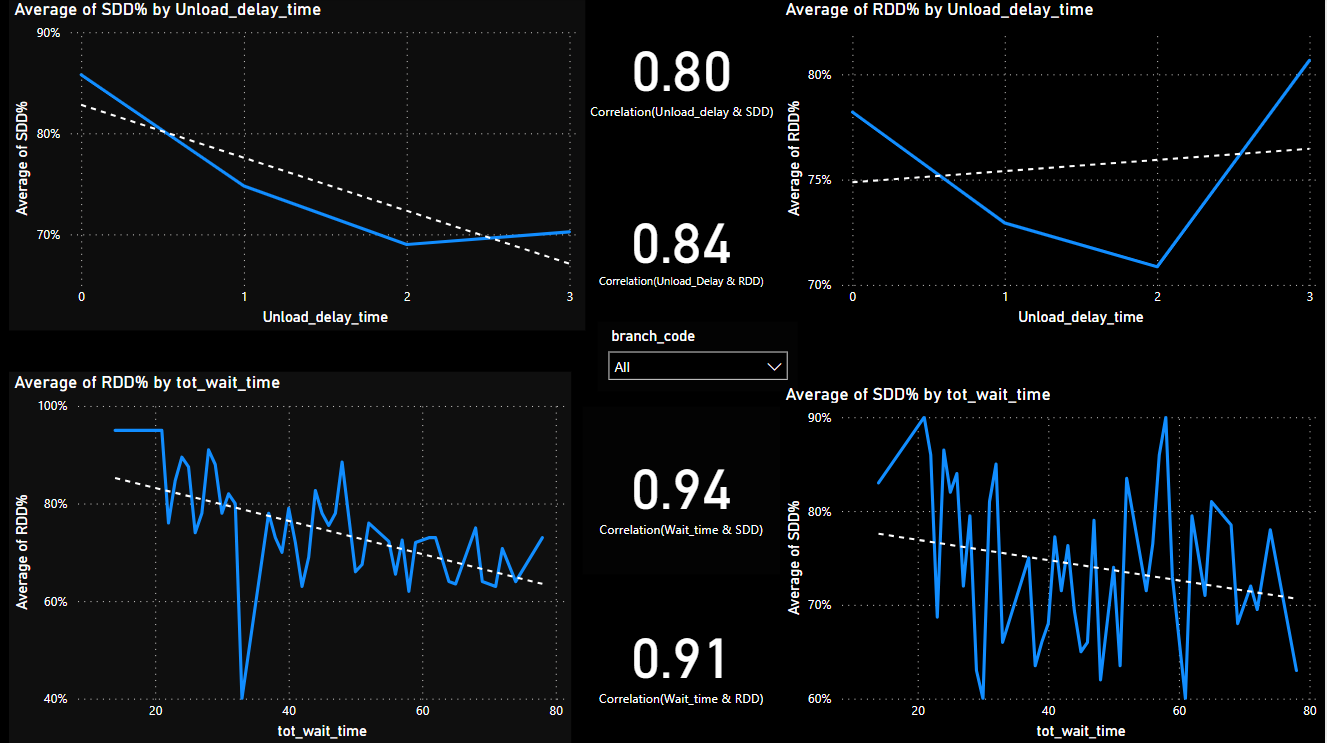 Average of SDD% by Unload_delay_time
90%
80%
70%
Average of SDD%
0 1 2 3
Unload_delay_time
0.80
Correlation(Unload_delay & SDD)
0.84
Correlation(Unload_Delay & RDD)
Average of RDD% by Unload_delay_time
80%
75%
70%
Average of RDD%
0 1 2 3
Unload_delay_time
branch_code
All
Average of RDD% by tot_wait_time
100%
80%
60%
40%
Average of RDD%
20 40 60 80
tot_wait_time
0.94
Correlation(Wait_time & SDD)
0.91
Correlation(Wait_time & RDD)
Average of SDD% by tot_wait_time
90%
80%
70%
60%
Average of SDD%
20 40 60 80
tot_wait_time